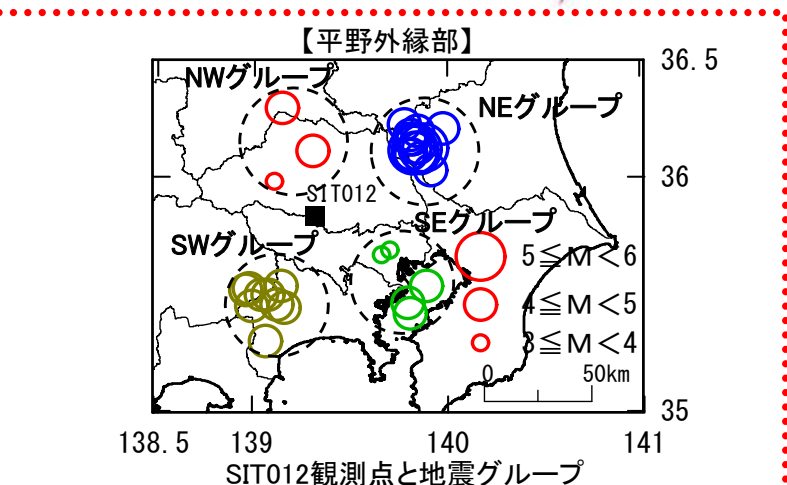 【平野外縁部】
36.5
NWグループ
NEグループ
36
SIT012
SEグループ
SWグループ
5≦M<6
4≦M<5
3≦M<4
0 50km
35
138.5 139 140 141
SIT012観測点と地震グループ